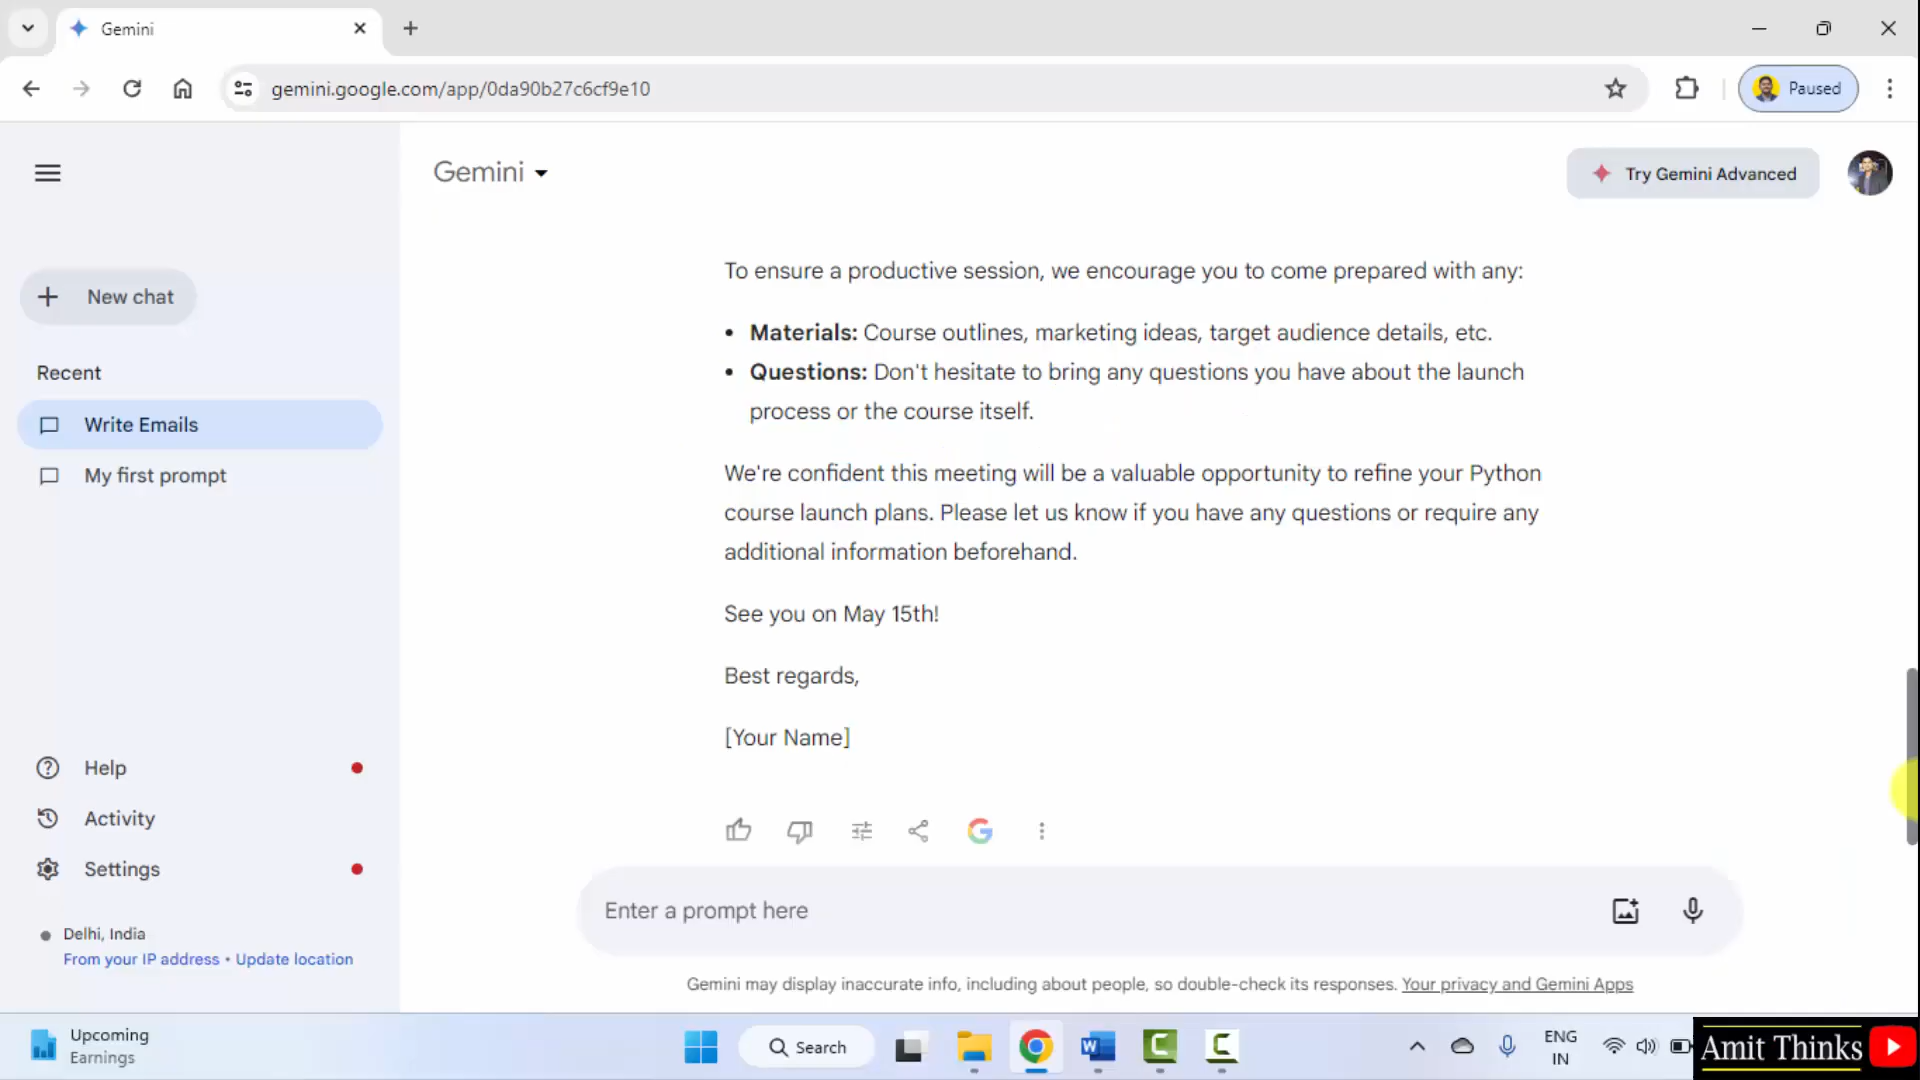 Gemini
gemini.google.com/app/0da90b27c6cf9e10
Paused
Gemini
Try Gemini Advanced
New chat
Recent
Write Emails
My first prompt
Help
Activity
Settings
Delhi, India
From your IP address • Update location
To ensure a productive session, we encourage you to come prepared with any:
• Materials: Course outlines, marketing ideas, target audience details, etc.
• Questions: Don't hesitate to bring any questions you have about the launch
process or the course itself.
We're confident this meeting will be a valuable opportunity to refine your Python
course launch plans. Please let us know if you have any questions or require any
additional information beforehand.
See you on May 15th!
Best regards,
[Your Name]
Enter a prompt here
Gemini may display inaccurate info, including about people, so double-check its responses. Your privacy and Gemini Apps
Upcoming
Earnings
Search
ENG
IN
Amit Thinks